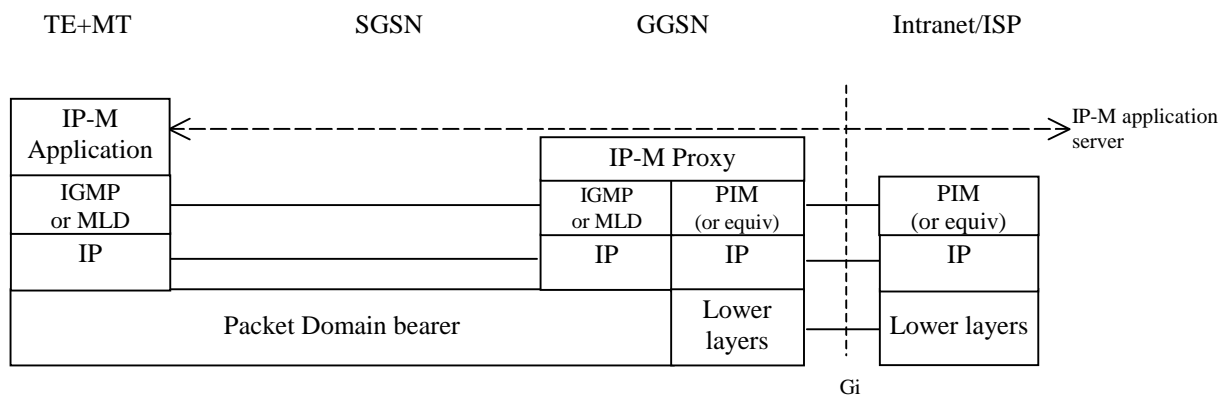 TE+MT
SGSN
GGSN
Intranet/ISP
IP-M
Application
IP-M application
server
IP-M Proxy
IGMP
or MLD
IGMP
or MLD
PIM
(or equiv)
PIM
(or equiv)
IP
IP
IP
IP
Packet Domain bearer
Lower
layers
Lower layers
Gi